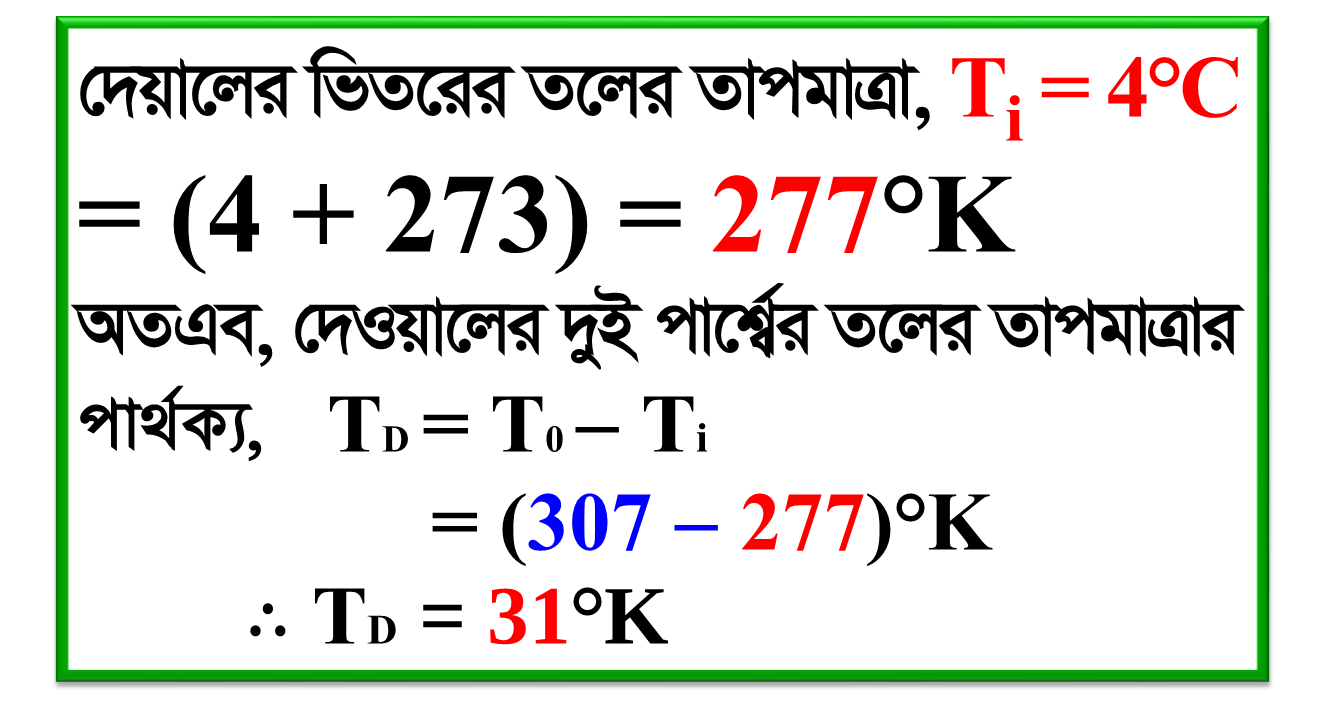 দেয়ালের ভিতরের তলের তাপমাত্রা, Ti = 4°C
= (4 + 273) = 277°K
অতএব, দেওয়ালের দুই পার্শ্বের তলের তাপমাত্রার
পার্থক্য, TD = T0 – Ti
= (307 – 277)°K
∴ TD = 31°K